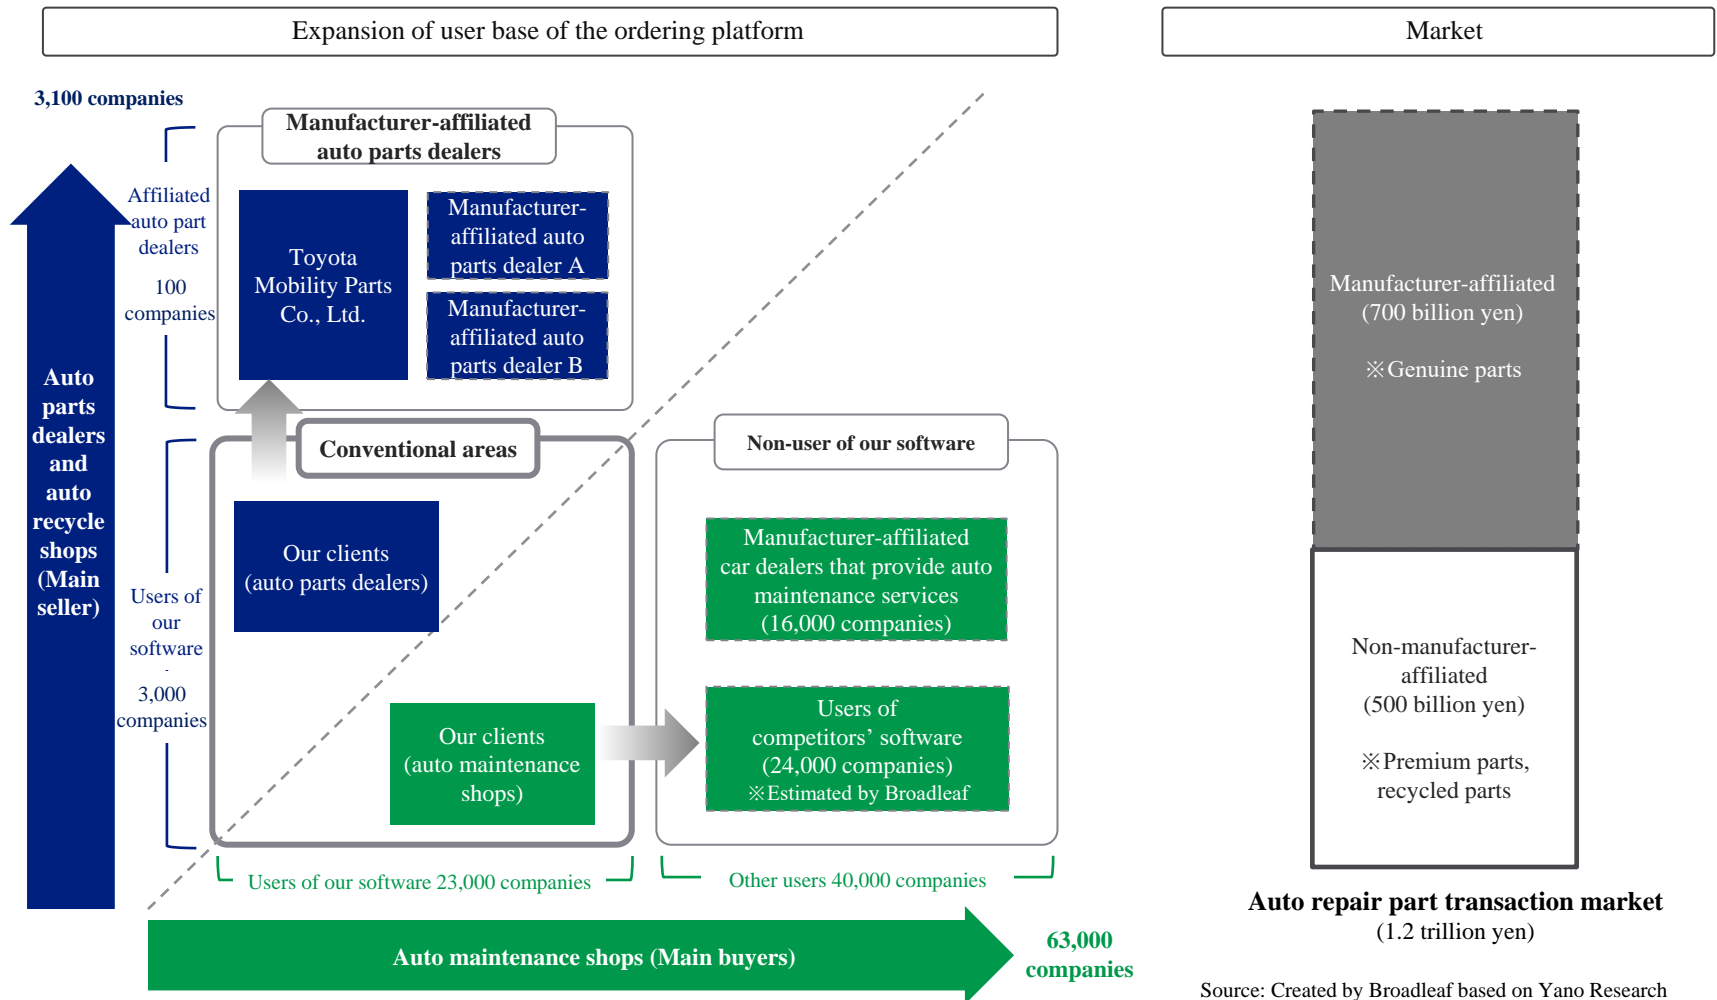 Expansion of user base of the ordering platform
Market
3,100 companies
Manufacturer-affiliated
auto parts dealers
Affiliated
auto part
dealers
100
companies
Toyota
Mobility Parts
Co., Ltd.
Manufacturer-
affiliated auto
parts dealer A
Manufacturer-
affiliated auto
parts dealer B
Auto
parts
dealers
and
auto
recycle
shops
(Main
seller)
Conventional areas
Non-user of our software
Users of
our
software
3,000
companies
Our clients
(auto parts dealers)
Our clients
(auto maintenance
shops)
Manufacturer-affiliated
car dealers that provide auto
maintenance services
(16,000 companies)
Users of
competitors’ software
(24,000 companies)
※Estimated by Broadleaf
Users of our software 23,000 companies
Other users 40,000 companies
Auto maintenance shops (Main buyers)
63,000
companies
Manufacturer-affiliated
(700 billion yen)
※Genuine parts
Non-manufacturer-
affiliated
(500 billion yen)
※Premium parts,
recycled parts
Auto repair part transaction market
(1.2 trillion yen)
Source: Created by Broadleaf based on Yano Research